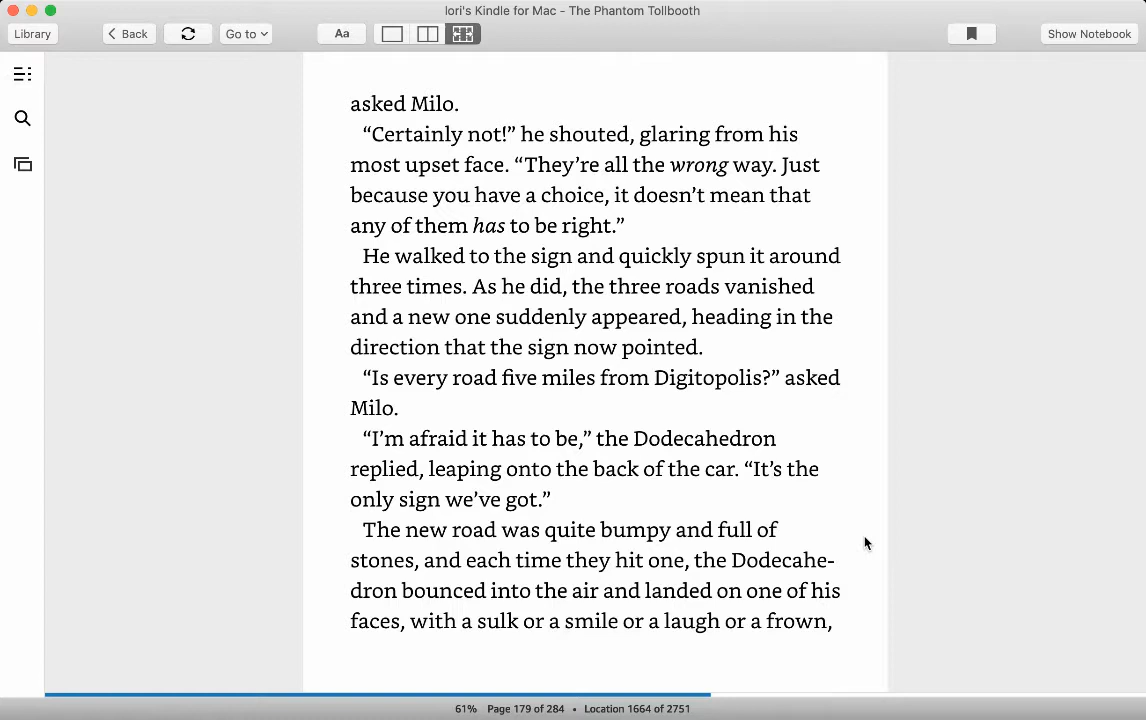 lori's Kindle for Mac - The Phantom Tollbooth
Library Back Go to Aa Show Notebook
asked Milo.
“Certainly not!” he shouted, glaring from his
most upset face. “They’re all the wrong way. Just
because you have a choice, it doesn’t mean that
any of them has to be right.”
He walked to the sign and quickly spun it around
three times. As he did, the three roads vanished
and a new one suddenly appeared, heading in the
direction that the sign now pointed.
“Is every road five miles from Digitopolis?” asked
Milo.
“I’m afraid it has to be,” the Dodecahedron
replied, leaping onto the back of the car. “It’s the
only sign we’ve got.”
The new road was quite bumpy and full of
stones, and each time they hit one, the Dodecahe-
dron bounced into the air and landed on one of his
faces, with a sulk or a smile or a laugh or a frown,
61% Page 179 of 284 • Location 1664 of 2751